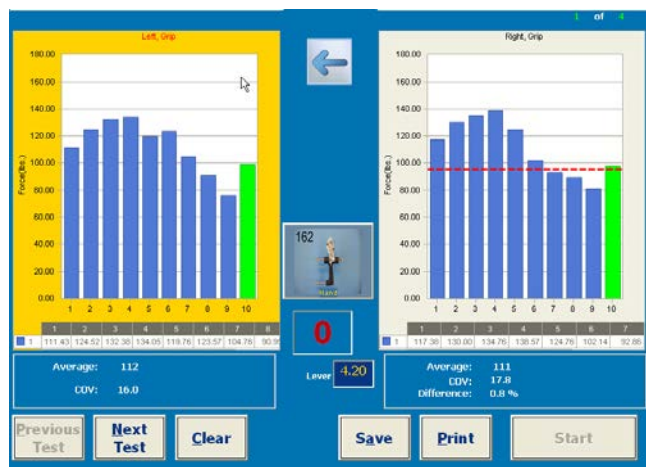 1 of 4
Left, Grip
180.00
160.00
140.00
120.00
100.00
80.00
60.00
40.00
20.00
0.00
Force(lbs.)
1 2 3 4 5 6 7 8 9 10
1 2 3 4 5 6 7 8
1 111.43 124.52 132.38 134.05 119.76 123.57 104.76 90.95
Average: 112
COV: 16.0
162
Hand
0
Lever 4.20
Right, Grip
180.00
160.00
140.00
120.00
100.00
80.00
60.00
40.00
20.00
0.00
Force(lbs.)
1 2 3 4 5 6 7 8 9 10
1 2 3 4 5 6 7
1 117.38 130.00 134.76 138.57 124.76 102.14 92.86
Average: 111
COV: 17.8
Difference: 0.8 %
Previous Test
Next Test
Clear
Save
Print
Start